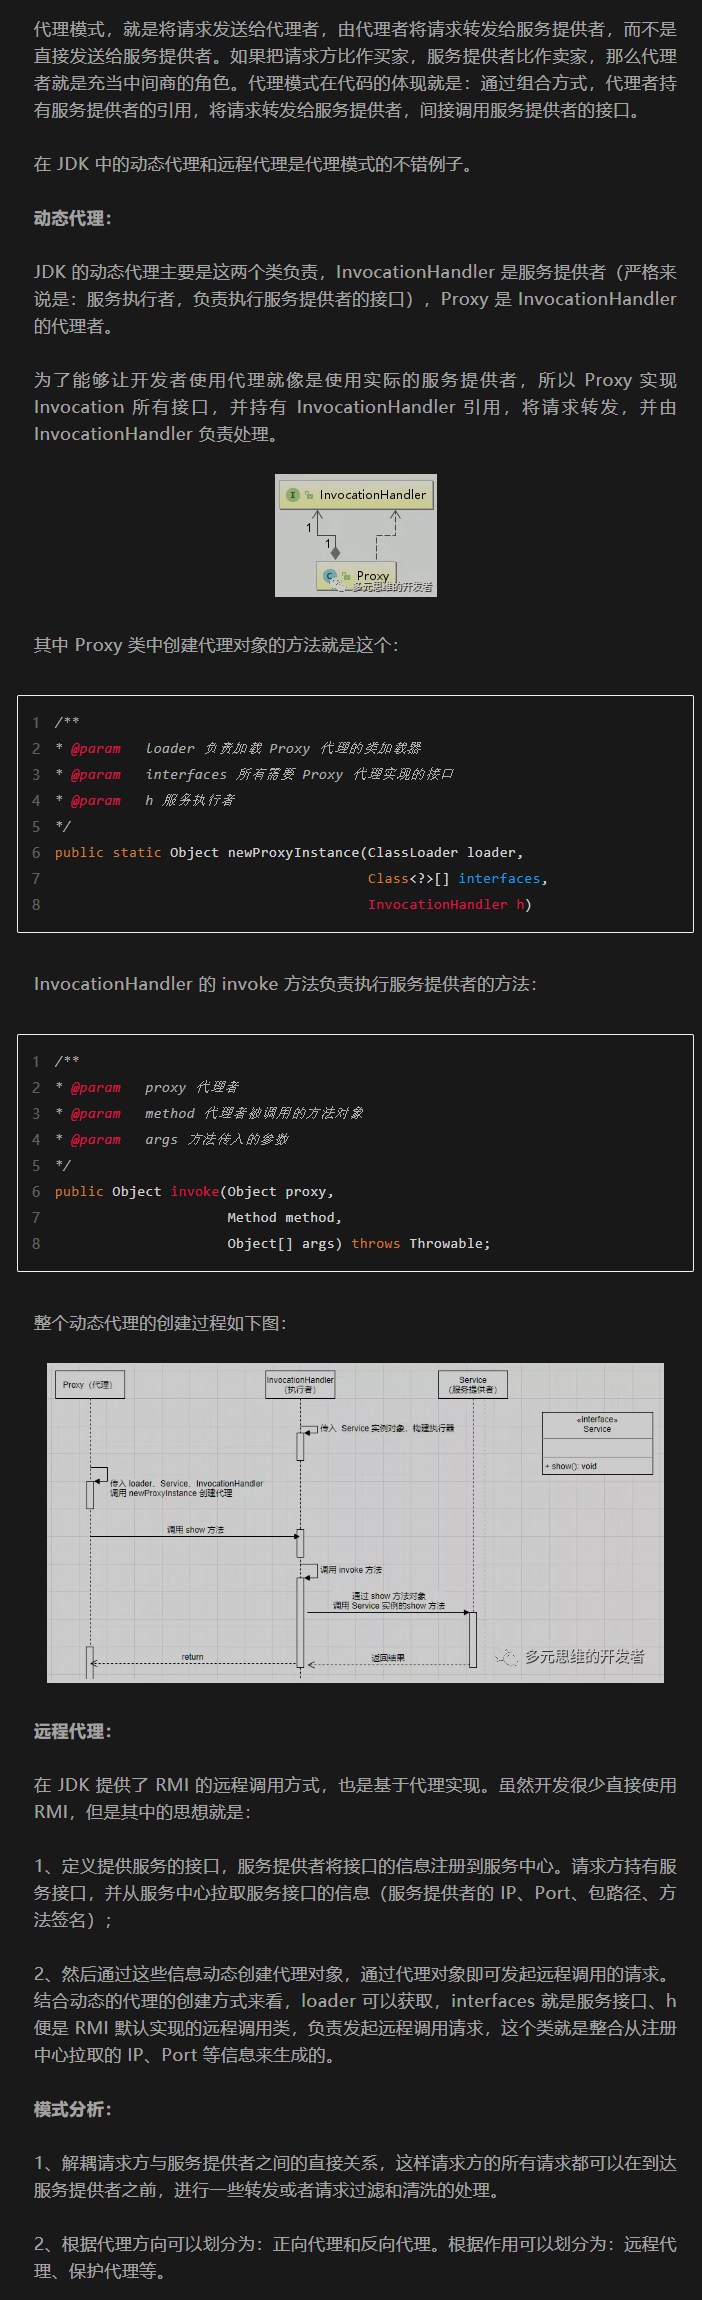 代理模式，就是将请求发送给代理者，由代理者将请求转发给服务提供者，而不是
直接发送给服务提供者。如果把请求方比作买家，服务提供者比作卖家，那么代理
者就是充当中间商的角色。代理模式在代码的体现就是：通过组合方式，代理者持
有服务提供者的引用，将请求转发给服务提供者，间接调用服务提供者的接口。
在 JDK 中的动态代理和远程代理是代理模式的不错例子。
动态代理：
JDK 的动态代理主要是这两个类负责，InvocationHandler 是服务提供者（严格来
说是：服务执行者，负责执行服务提供者的接口），Proxy 是 InvocationHandler
的代理者。
为了能够让开发者使用代理就像是使用实际的服务提供者，所以 Proxy 实现
Invocation 所有接口，并持有 InvocationHandler 引用，将请求转发，并由
InvocationHandler 负责处理。
I InvocationHandler
1
1
C Proxy
多元思维的开发者
其中 Proxy 类中创建代理对象的方法就是这个：
1 /**
2 * @param loader 负责加载 Proxy 代理的类加载器
3 * @param interfaces 所有需要 Proxy 代理实现的接口
4 * @param h 服务执行者
5 */
6 public static Object newProxyInstance(ClassLoader loader,
7 Class<?>[] interfaces,
8 InvocationHandler h)
InvocationHandler 的 invoke 方法负责执行服务提供者的方法：
1 /**
2 * @param proxy 代理者
3 * @param method 代理者被调用的方法对象
4 * @param args 方法传入的参数
5 */
6 public Object invoke(Object proxy,
7 Method method,
8 Object[] args) throws Throwable;
整个动态代理的创建过程如下图：
Proxy（代理）
InvocationHandler
（执行者）
Service
（服务提供者）
传入 Service 实例对象，构建执行器
«interface»
Service
+ show(): void
传入 loader、Service、InvocationHandler
调用 newProxyInstance 创建代理
调用 show 方法
调用 invoke 方法
通过 show 方法对象
调用 Service 实例的show 方法
return
返回结果
多元思维的开发者
远程代理：
在 JDK 提供了 RMI 的远程调用方式，也是基于代理实现。虽然开发很少直接使用
RMI，但是其中的思想就是：
1、定义提供服务的接口，服务提供者将接口的信息注册到服务中心。请求方持有服
务接口，并从服务中心拉取服务接口的信息（服务提供者的 IP、Port、包路径、方
法签名）；
2、然后通过这些信息动态创建代理对象，通过代理对象即可发起远程调用的请求。
结合动态的代理的创建方式来看，loader 可以获取，interfaces 就是服务接口、h
便是 RMI 默认实现的远程调用类，负责发起远程调用请求，这个类就是整合从注册
中心拉取的 IP、Port 等信息来生成的。
模式分析：
1、解耦请求方与服务提供者之间的直接关系，这样请求方的所有请求都可以在到达
服务提供者之前，进行一些转发或者请求过滤和清洗的处理。
2、根据代理方向可以划分为：正向代理和反向代理。根据作用可以划分为：远程代
理、保护代理等。